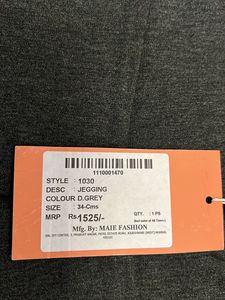 1110001470
STYLE : 1030
DESC : JEGGING
COLOUR D.GREY
SIZE : 34-Cms
MRP Rs 1525/-
QTY. : 1 PS
(Incl.
Mfg. By: MAIE FASHION